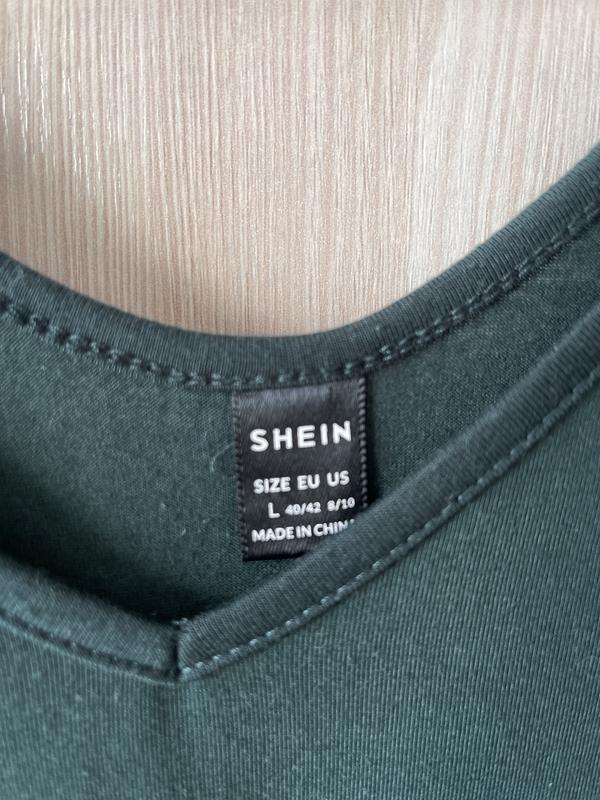 SHEIN
SIZE EU US
L 40/42 8/10
MADE IN CHINA